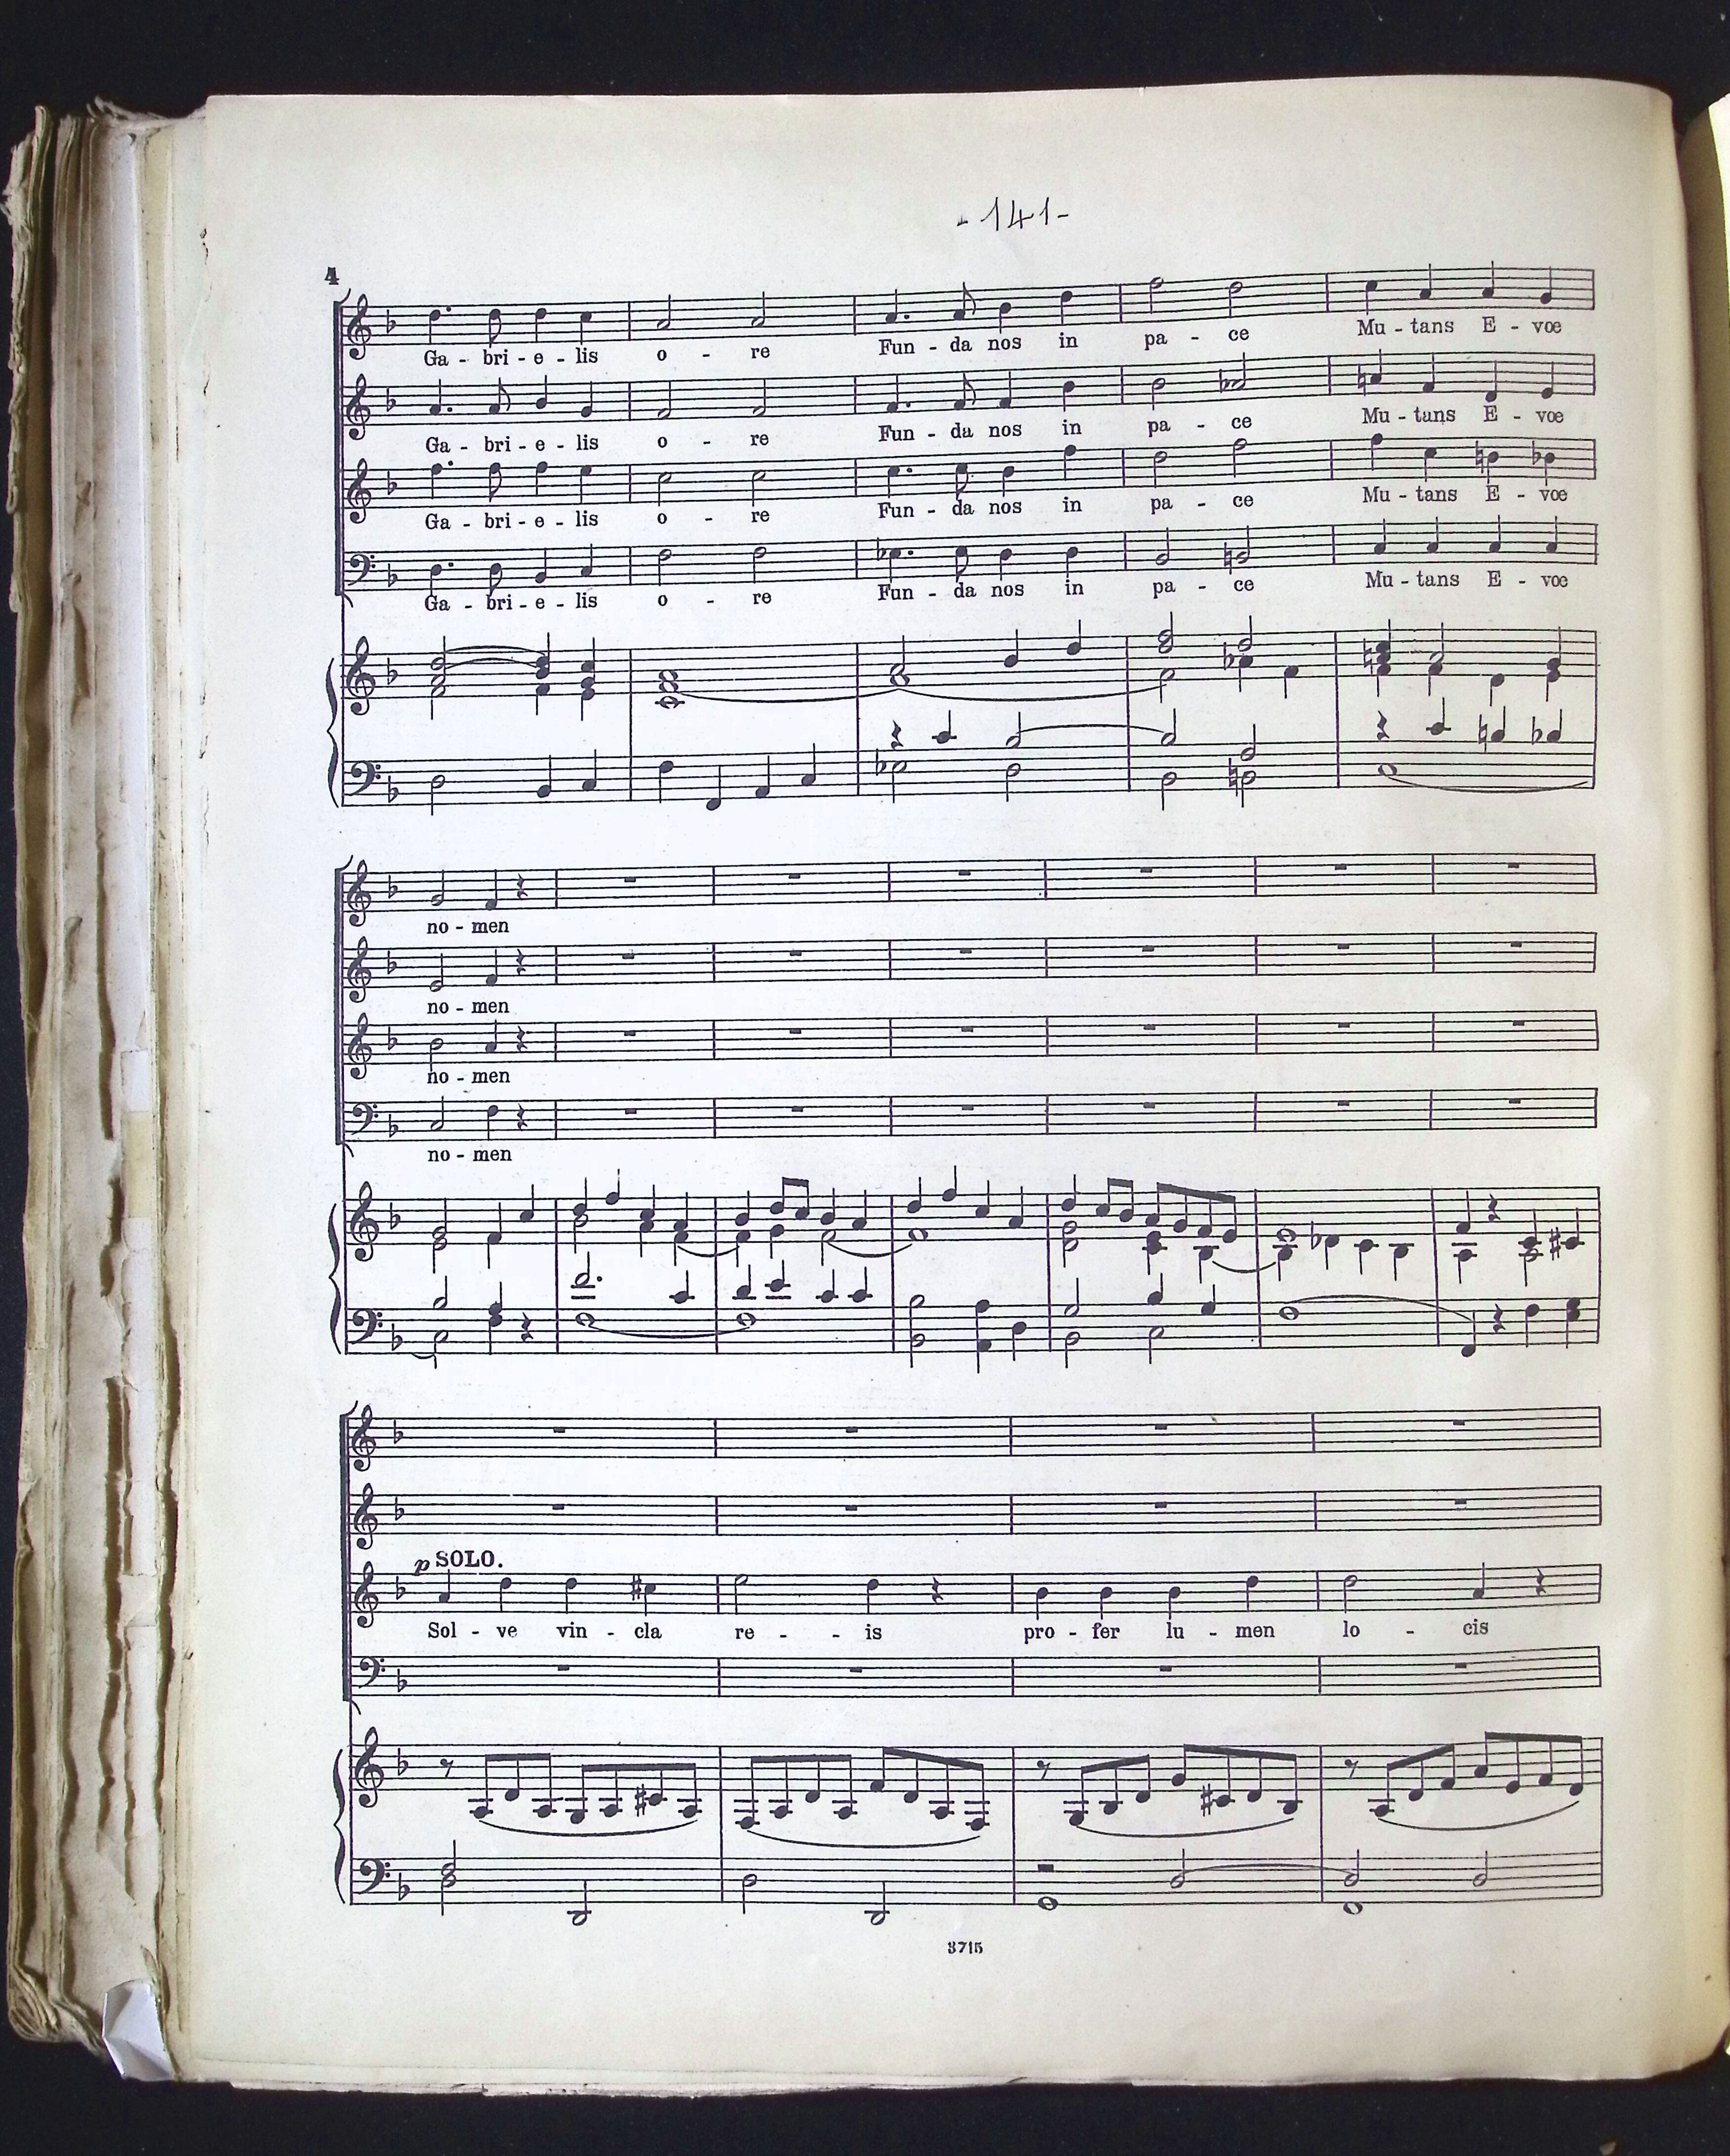 - 141 -
4
Ga - bri - e - lis o - re Fun - da nos in pa - ce Mu - tans E - voe
Ga - bri - e - lis o - re Fun - da nos in pa - ce Mu - tans E - voe
Ga - bri - e - lis o - re Fun - da nos in pa - ce Mu - tans E - voe
Ga - bri - e - lis o - re Fun - da nos in pa - ce Mu - tans E - voe
no - men
no - men
no - men
no - men
p SOLO.
Sol - ve vin - cla re - - is pro - fer lu - men lo - cis
3715